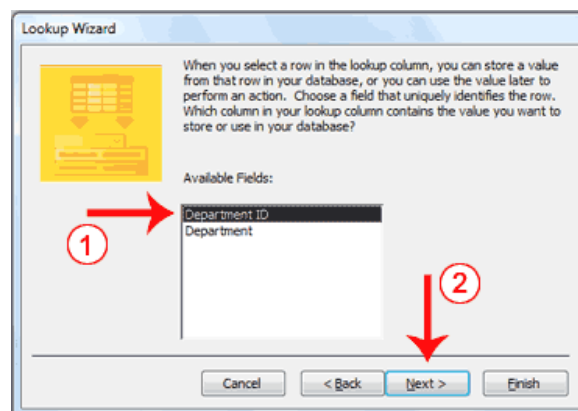 Lookup Wizard
When you select a row in the lookup column, you can store a value
from that row in your database, or you can use the value later to
perform an action. Choose a field that uniquely identifies the row.
Which column in your lookup column contains the value you want to
store or use in your database?
Available Fields:
Department ID
Department
1
2
Cancel
< Back
Next >
Finish